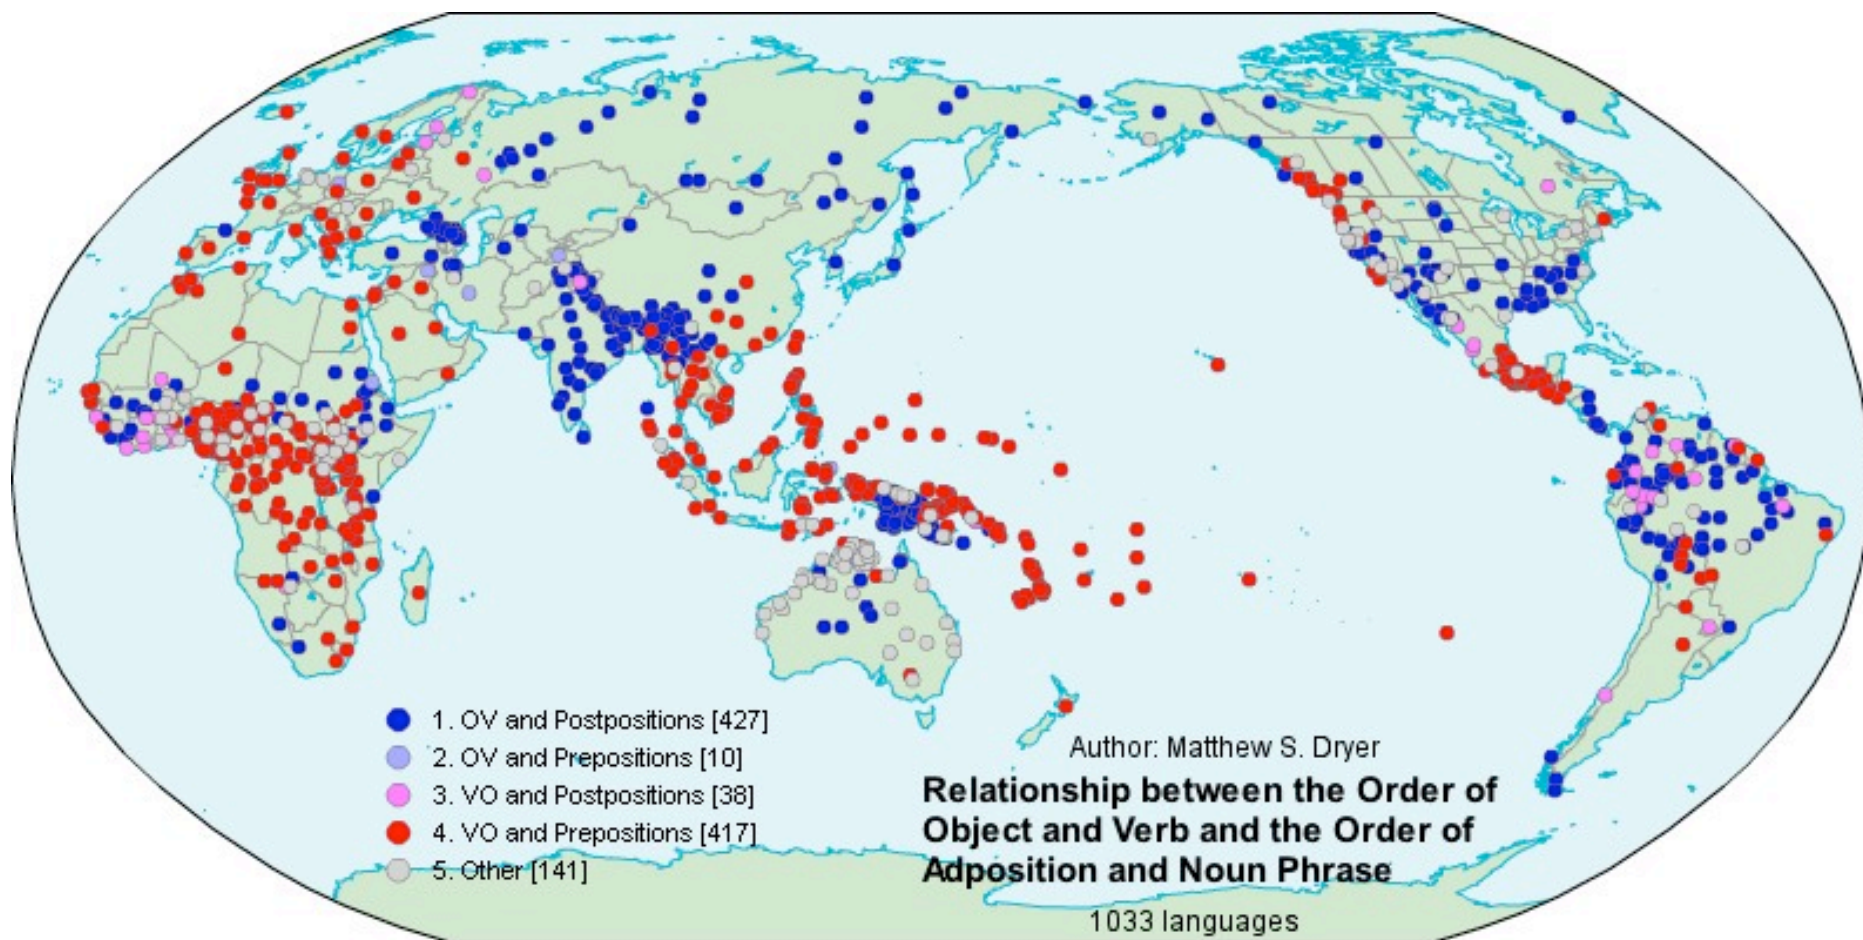 1. OV and Postpositions [427]
2. OV and Prepositions [10]
3. VO and Postpositions [38]
4. VO and Prepositions [417]
5. Other [141]
Author: Matthew S. Dryer
Relationship between the Order of
Object and Verb and the Order of
Adposition and Noun Phrase
1033 languages